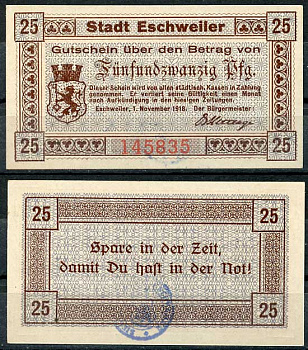 25 Stadt Eschweiler 25
Gutschein über den Betrag von
Fünfundzwanzig Pfg.
Dieser Schein wird von allen städtischen Kassen in Zahlung
genommen. Er verliert seine Gültigkeit einen Monat
nach Aufkündigung in den hiesigen Zeitungen.
Eschweiler, 1. November 1918. Der Bürgermeister
25 145835 25
25 25
Spare in der Zeit,
damit Du hast in der Not!
25 25